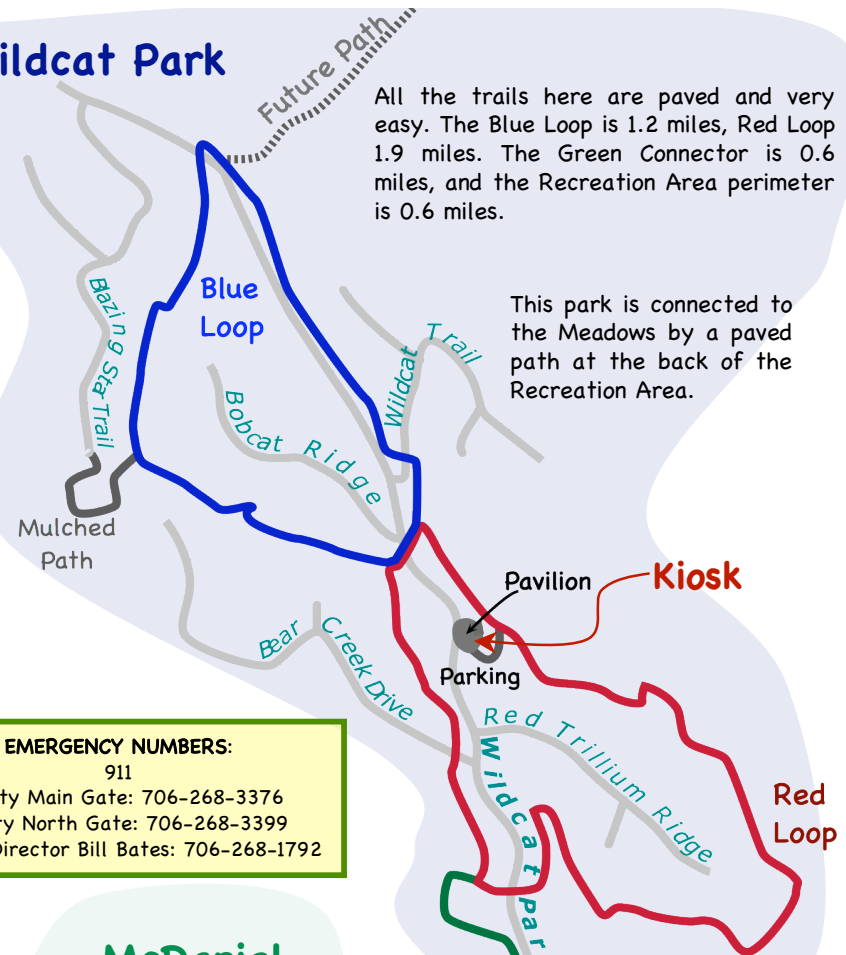 ildcat Park
Future Path
All the trails here are paved and very
easy. The Blue Loop is 1.2 miles, Red Loop
1.9 miles. The Green Connector is 0.6
miles, and the Recreation Area perimeter
is 0.6 miles.
This park is connected to
the Meadows by a paved
path at the back of the
Recreation Area.
Blue
Loop
Blazing Star Trail
Wildcat Trail
Bobcat Ridge
Mulched
Path
Pavilion
Kiosk
Parking
Bear Creek Drive
Red Trillium Ridge
Wildcat Par
Red
Loop
EMERGENCY NUMBERS:
911
ty Main Gate: 706-268-3376
ty North Gate: 706-268-3399
Director Bill Bates: 706-268-1792
McDaniel